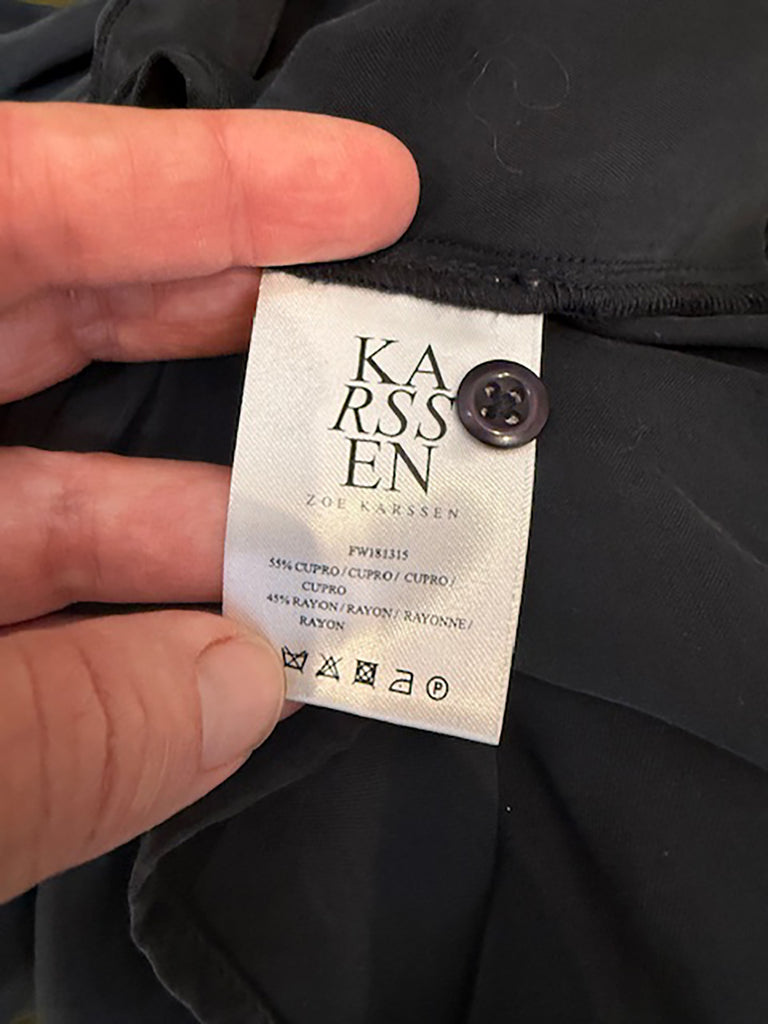 KA
RSS
EN
ZOE KARSSEN
FW181315
55% CUPRO / CUPRO / CUPRO /
CUPRO
45% RAYON / RAYON / RAYONNE /
RAYON
P